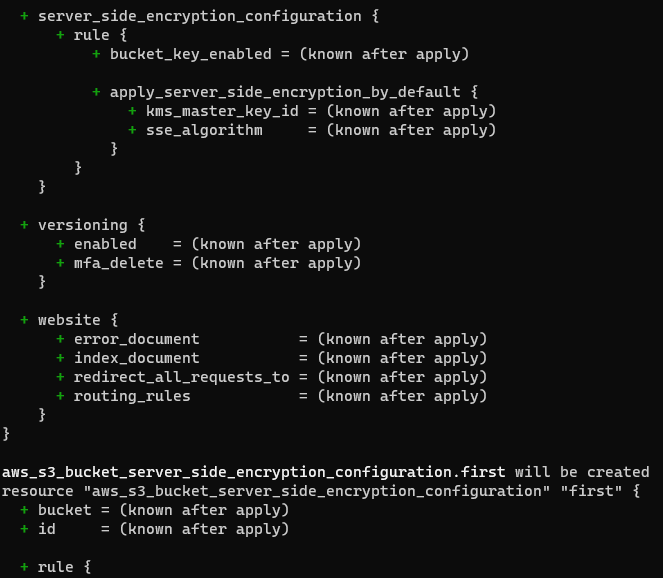 + server_side_encryption_configuration {
+ rule {
+ bucket_key_enabled = (known after apply)
+ apply_server_side_encryption_by_default {
+ kms_master_key_id = (known after apply)
+ sse_algorithm     = (known after apply)
}
}
}
+ versioning {
+ enabled    = (known after apply)
+ mfa_delete = (known after apply)
}
+ website {
+ error_document           = (known after apply)
+ index_document           = (known after apply)
+ redirect_all_requests_to = (known after apply)
+ routing_rules            = (known after apply)
}
}
aws_s3_bucket_server_side_encryption_configuration.first will be created
resource "aws_s3_bucket_server_side_encryption_configuration" "first" {
+ bucket = (known after apply)
+ id     = (known after apply)
+ rule {